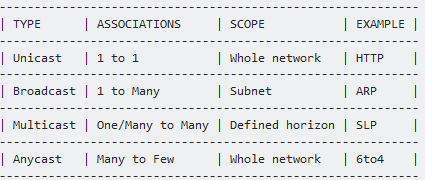 ---------------------------------------------------------
| TYPE | ASSOCIATIONS | SCOPE | EXAMPLE |
---------------------------------------------------------
| Unicast | 1 to 1 | Whole network | HTTP |
---------------------------------------------------------
| Broadcast | 1 to Many | Subnet | ARP |
---------------------------------------------------------
| Multicast | One/Many to Many | Defined horizon | SLP |
---------------------------------------------------------
| Anycast | Many to Few | Whole network | 6to4 |
---------------------------------------------------------